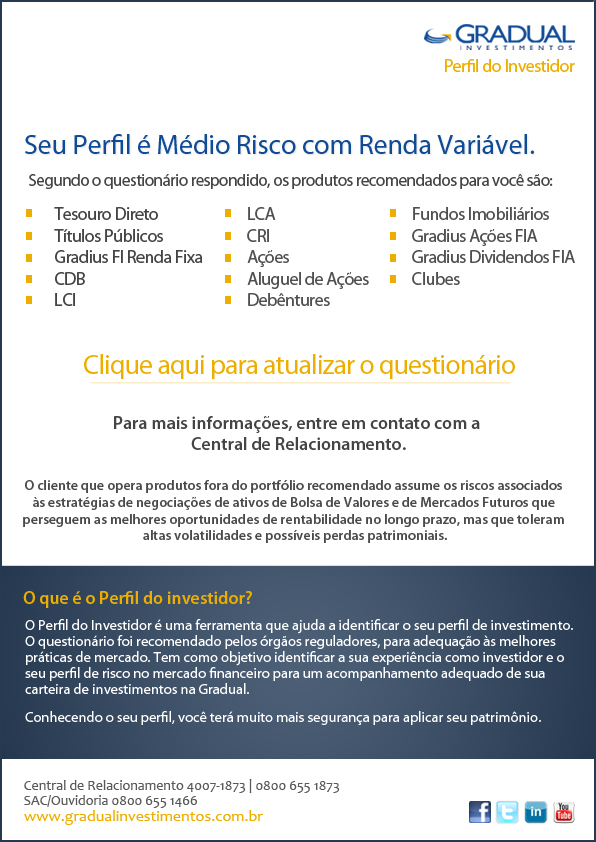 GRADUAL
INVESTIMENTOS
Perfil do Investidor
Seu Perfil é Médio Risco com Renda Variável.
Segundo o questionário respondido, os produtos recomendados para você são:
Tesouro Direto
Títulos Públicos
Gradius FI Renda Fixa
CDB
LCI
LCA
CRI
Ações
Aluguel de Ações
Debêntures
Fundos Imobiliários
Gradius Ações FIA
Gradius Dividendos FIA
Clubes
Clique aqui para atualizar o questionário
Para mais informações, entre em contato com a
Central de Relacionamento.
O cliente que opera produtos fora do portfólio recomendado assume os riscos associados
às estratégias de negociações de ativos de Bolsa de Valores e de Mercados Futuros que
perseguem as melhores oportunidades de rentabilidade no longo prazo, mas que toleram
altas volatilidades e possíveis perdas patrimoniais.
O que é o Perfil do investidor?
O Perfil do Investidor é uma ferramenta que ajuda a identificar o seu perfil de investimento.
O questionário foi recomendado pelos órgãos reguladores, para adequação às melhores
práticas de mercado. Tem como objetivo identificar a sua experiência como investidor e o
seu perfil de risco no mercado financeiro para um acompanhamento adequado de sua
carteira de investimentos na Gradual.
Conhecendo o seu perfil, você terá muito mais segurança para aplicar seu patrimônio.
Central de Relacionamento 4007-1873 | 0800 655 1873
SAC/Ouvidoria 0800 655 1466
www.gradualinvestimentos.com.br
f t in You Tube